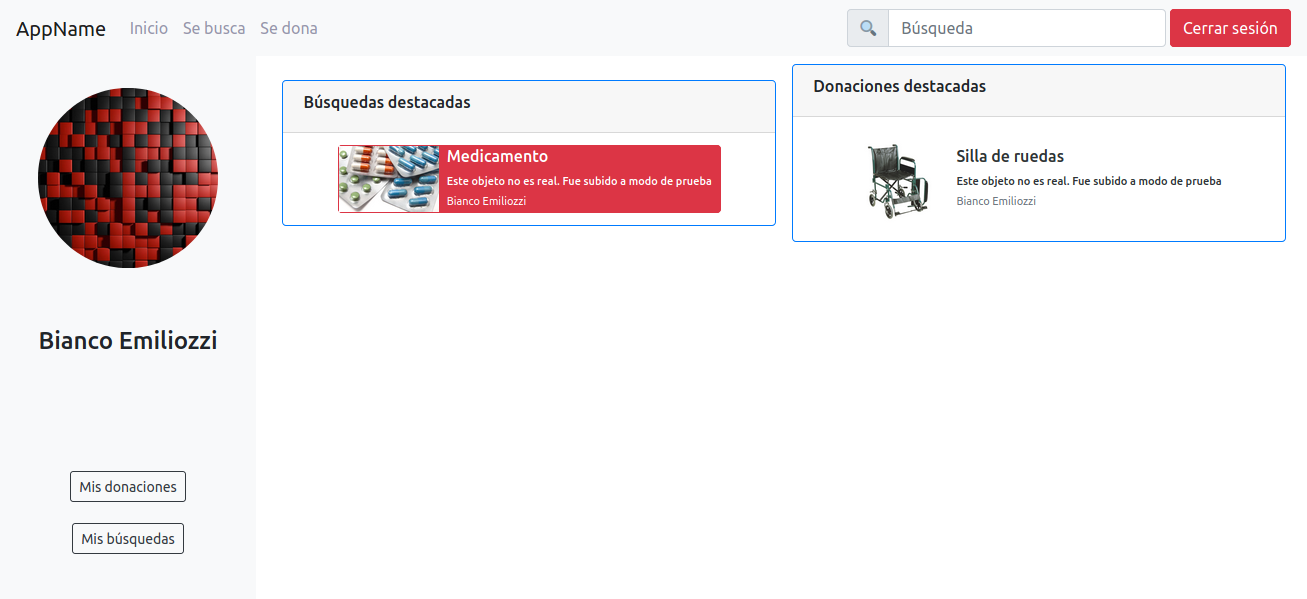 AppName Inicio Se busca Se dona Búsqueda Cerrar sesión
Bianco Emiliozzi
Mis donaciones
Mis búsquedas
Búsquedas destacadas
Medicamento
Este objeto no es real. Fue subido a modo de prueba
Bianco Emiliozzi
Donaciones destacadas
Silla de ruedas
Este objeto no es real. Fue subido a modo de prueba
Bianco Emiliozzi